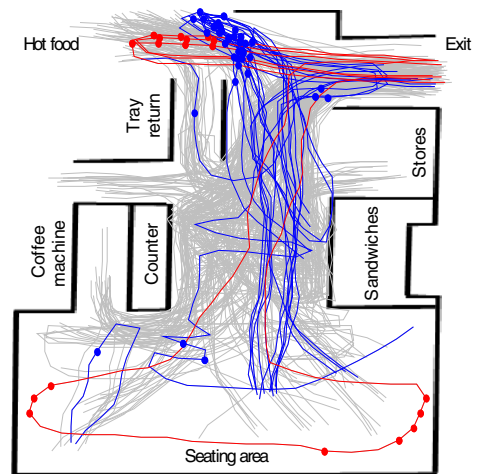 Hot food
Exit
Tray
return
Stores
Coffee
machine
Counter
Sandwiches
Seating area